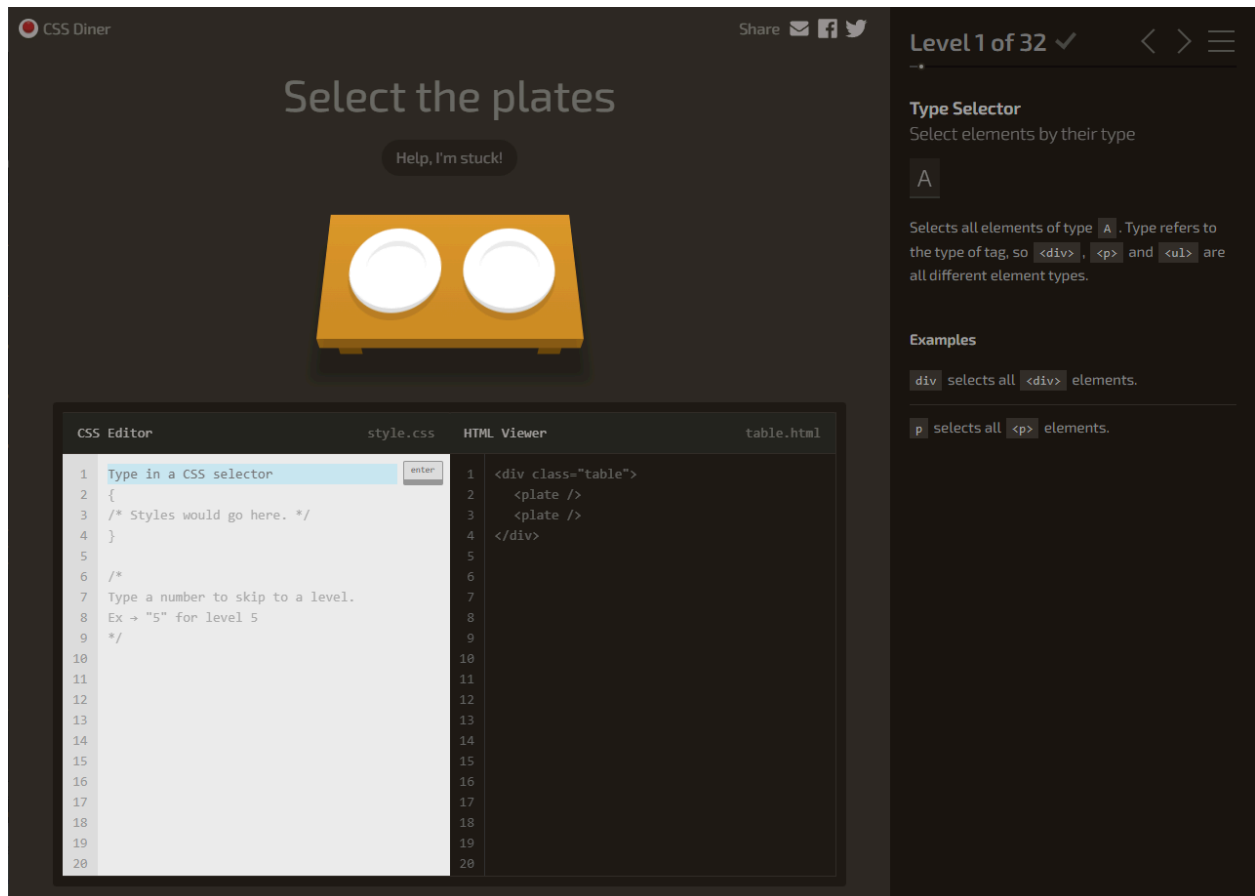 CSS Diner
Share
Select the plates
Help, I'm stuck!
CSS Editor style.css
1 Type in a CSS selector enter
2 {
3 /* Styles would go here. */
4 }
5
6 /*
7 Type a number to skip to a level.
8 Ex → "5" for level 5
9 */
10
11
12
13
14
15
16
17
18
19
20
HTML Viewer table.html
1 <div class="table">
2 <plate />
3 <plate />
4 </div>
5
6
7
8
9
10
11
12
13
14
15
16
17
18
19
20
Level 1 of 32
Type Selector
Select elements by their type
A
Selects all elements of type A . Type refers to
the type of tag, so <div> , <p> and <ul> are
all different element types.
Examples
div selects all <div> elements.
p selects all <p> elements.